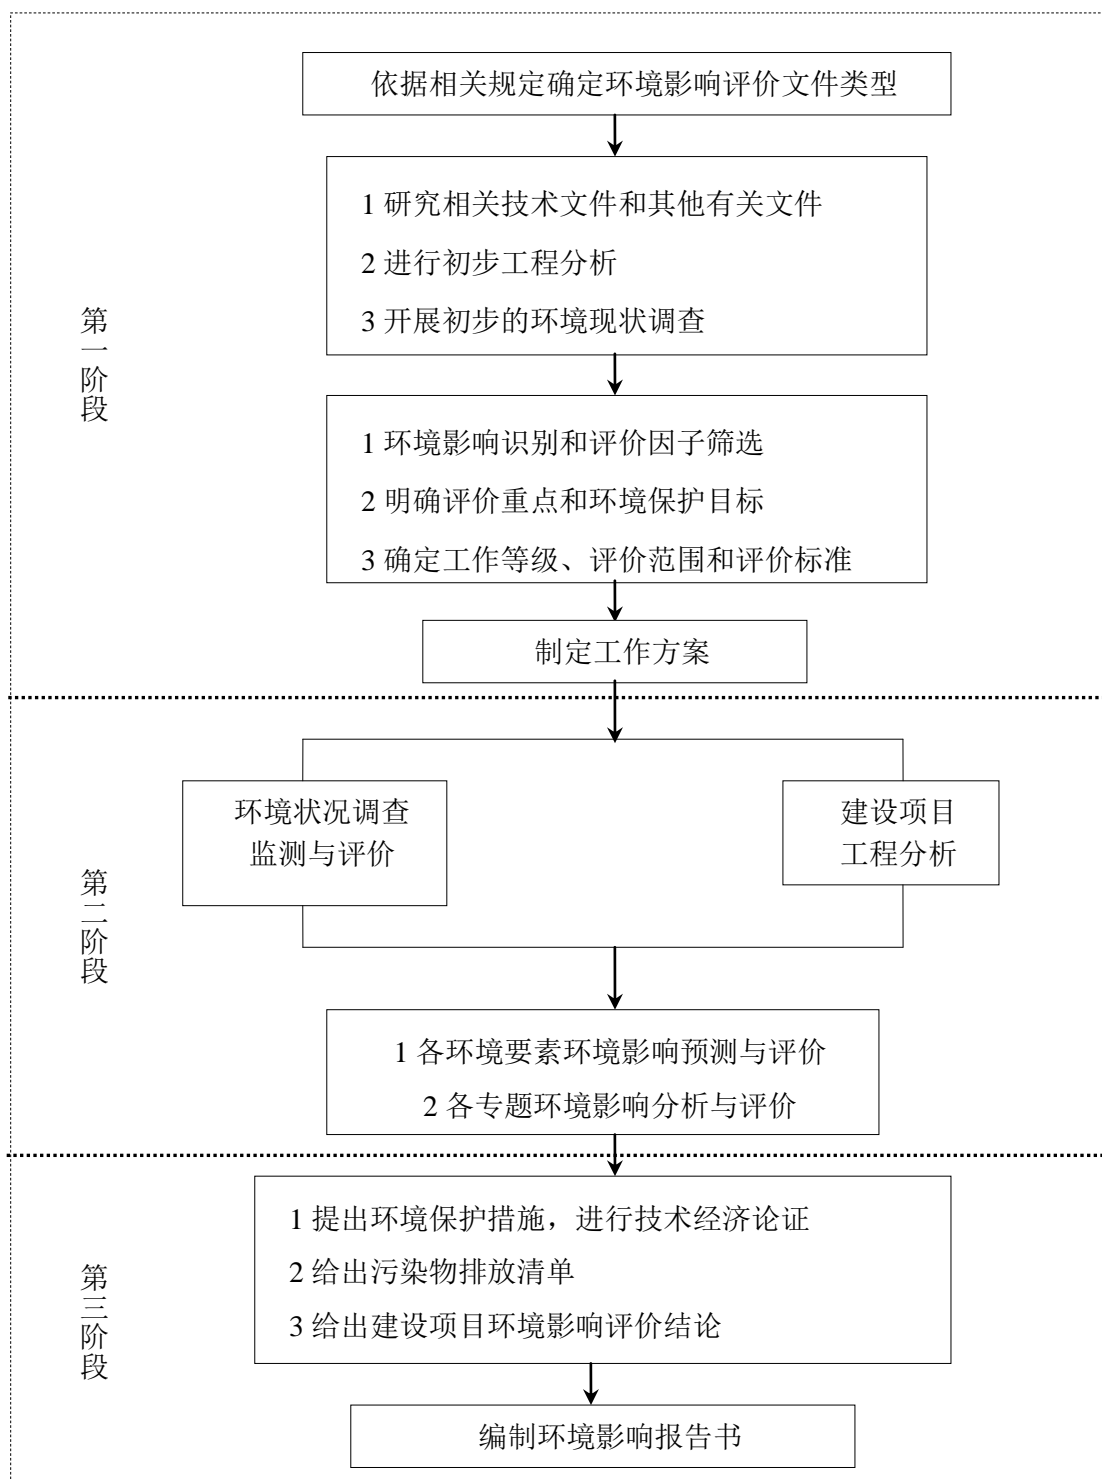 依据相关规定确定环境影响评价文件类型
1 研究相关技术文件和其他有关文件
2 进行初步工程分析
3 开展初步的环境现状调查
第一阶段
1 环境影响识别和评价因子筛选
2 明确评价重点和环境保护目标
3 确定工作等级、评价范围和评价标准
制定工作方案
环境状况调查
监测与评价
建设项目
工程分析
第二阶段
1 各环境要素环境影响预测与评价
2 各专题环境影响分析与评价
1 提出环境保护措施，进行技术经济论证
2 给出污染物排放清单
3 给出建设项目环境影响评价结论
第三阶段
编制环境影响报告书